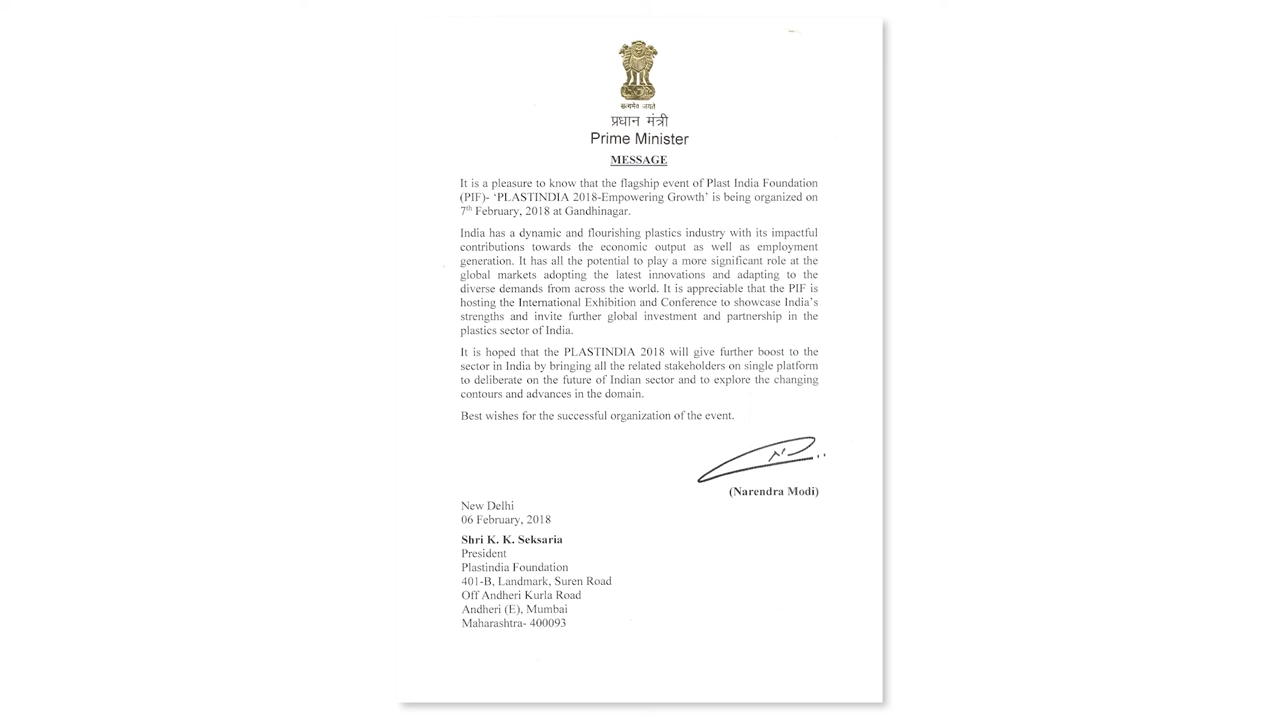 सत्यमेव जयते
प्रधान मंत्री
Prime Minister
MESSAGE
It is a pleasure to know that the flagship event of Plast India Foundation
(PIF)- ‘PLASTINDIA 2018-Empowering Growth’ is being organized on
7th February, 2018 at Gandhinagar.
India has a dynamic and flourishing plastics industry with its impactful
contributions towards the economic output as well as employment
generation. It has all the potential to play a more significant role at the
global markets adopting the latest innovations and adapting to the
diverse demands from across the world. It is appreciable that the PIF is
hosting the International Exhibition and Conference to showcase India’s
strengths and invite further global investment and partnership in the
plastics sector of India.
It is hoped that the PLASTINDIA 2018 will give further boost to the
sector in India by bringing all the related stakeholders on single platform
to deliberate on the future of Indian sector and to explore the changing
contours and advances in the domain.
Best wishes for the successful organization of the event.
(Narendra Modi)
New Delhi
06 February, 2018
Shri K. K. Seksaria
President
Plastindia Foundation
401-B, Landmark, Suren Road
Off Andheri Kurla Road
Andheri (E), Mumbai
Maharashtra- 400093